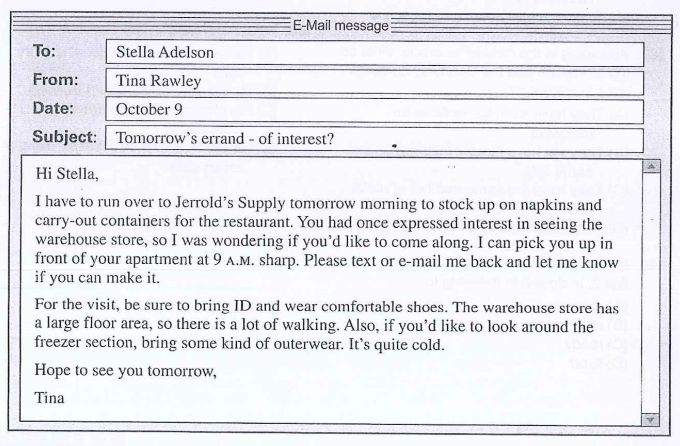 E-Mail message
To: Stella Adelson
From: Tina Rawley
Date: October 9
Subject: Tomorrow's errand - of interest?
Hi Stella,
I have to run over to Jerrold's Supply tomorrow morning to stock up on napkins and
carry-out containers for the restaurant. You had once expressed interest in seeing the
warehouse store, so I was wondering if you'd like to come along. I can pick you up in
front of your apartment at 9 A.M. sharp. Please text or e-mail me back and let me know
if you can make it.
For the visit, be sure to bring ID and wear comfortable shoes. The warehouse store has
a large floor area, so there is a lot of walking. Also, if you'd like to look around the
freezer section, bring some kind of outerwear. It's quite cold.
Hope to see you tomorrow,
Tina